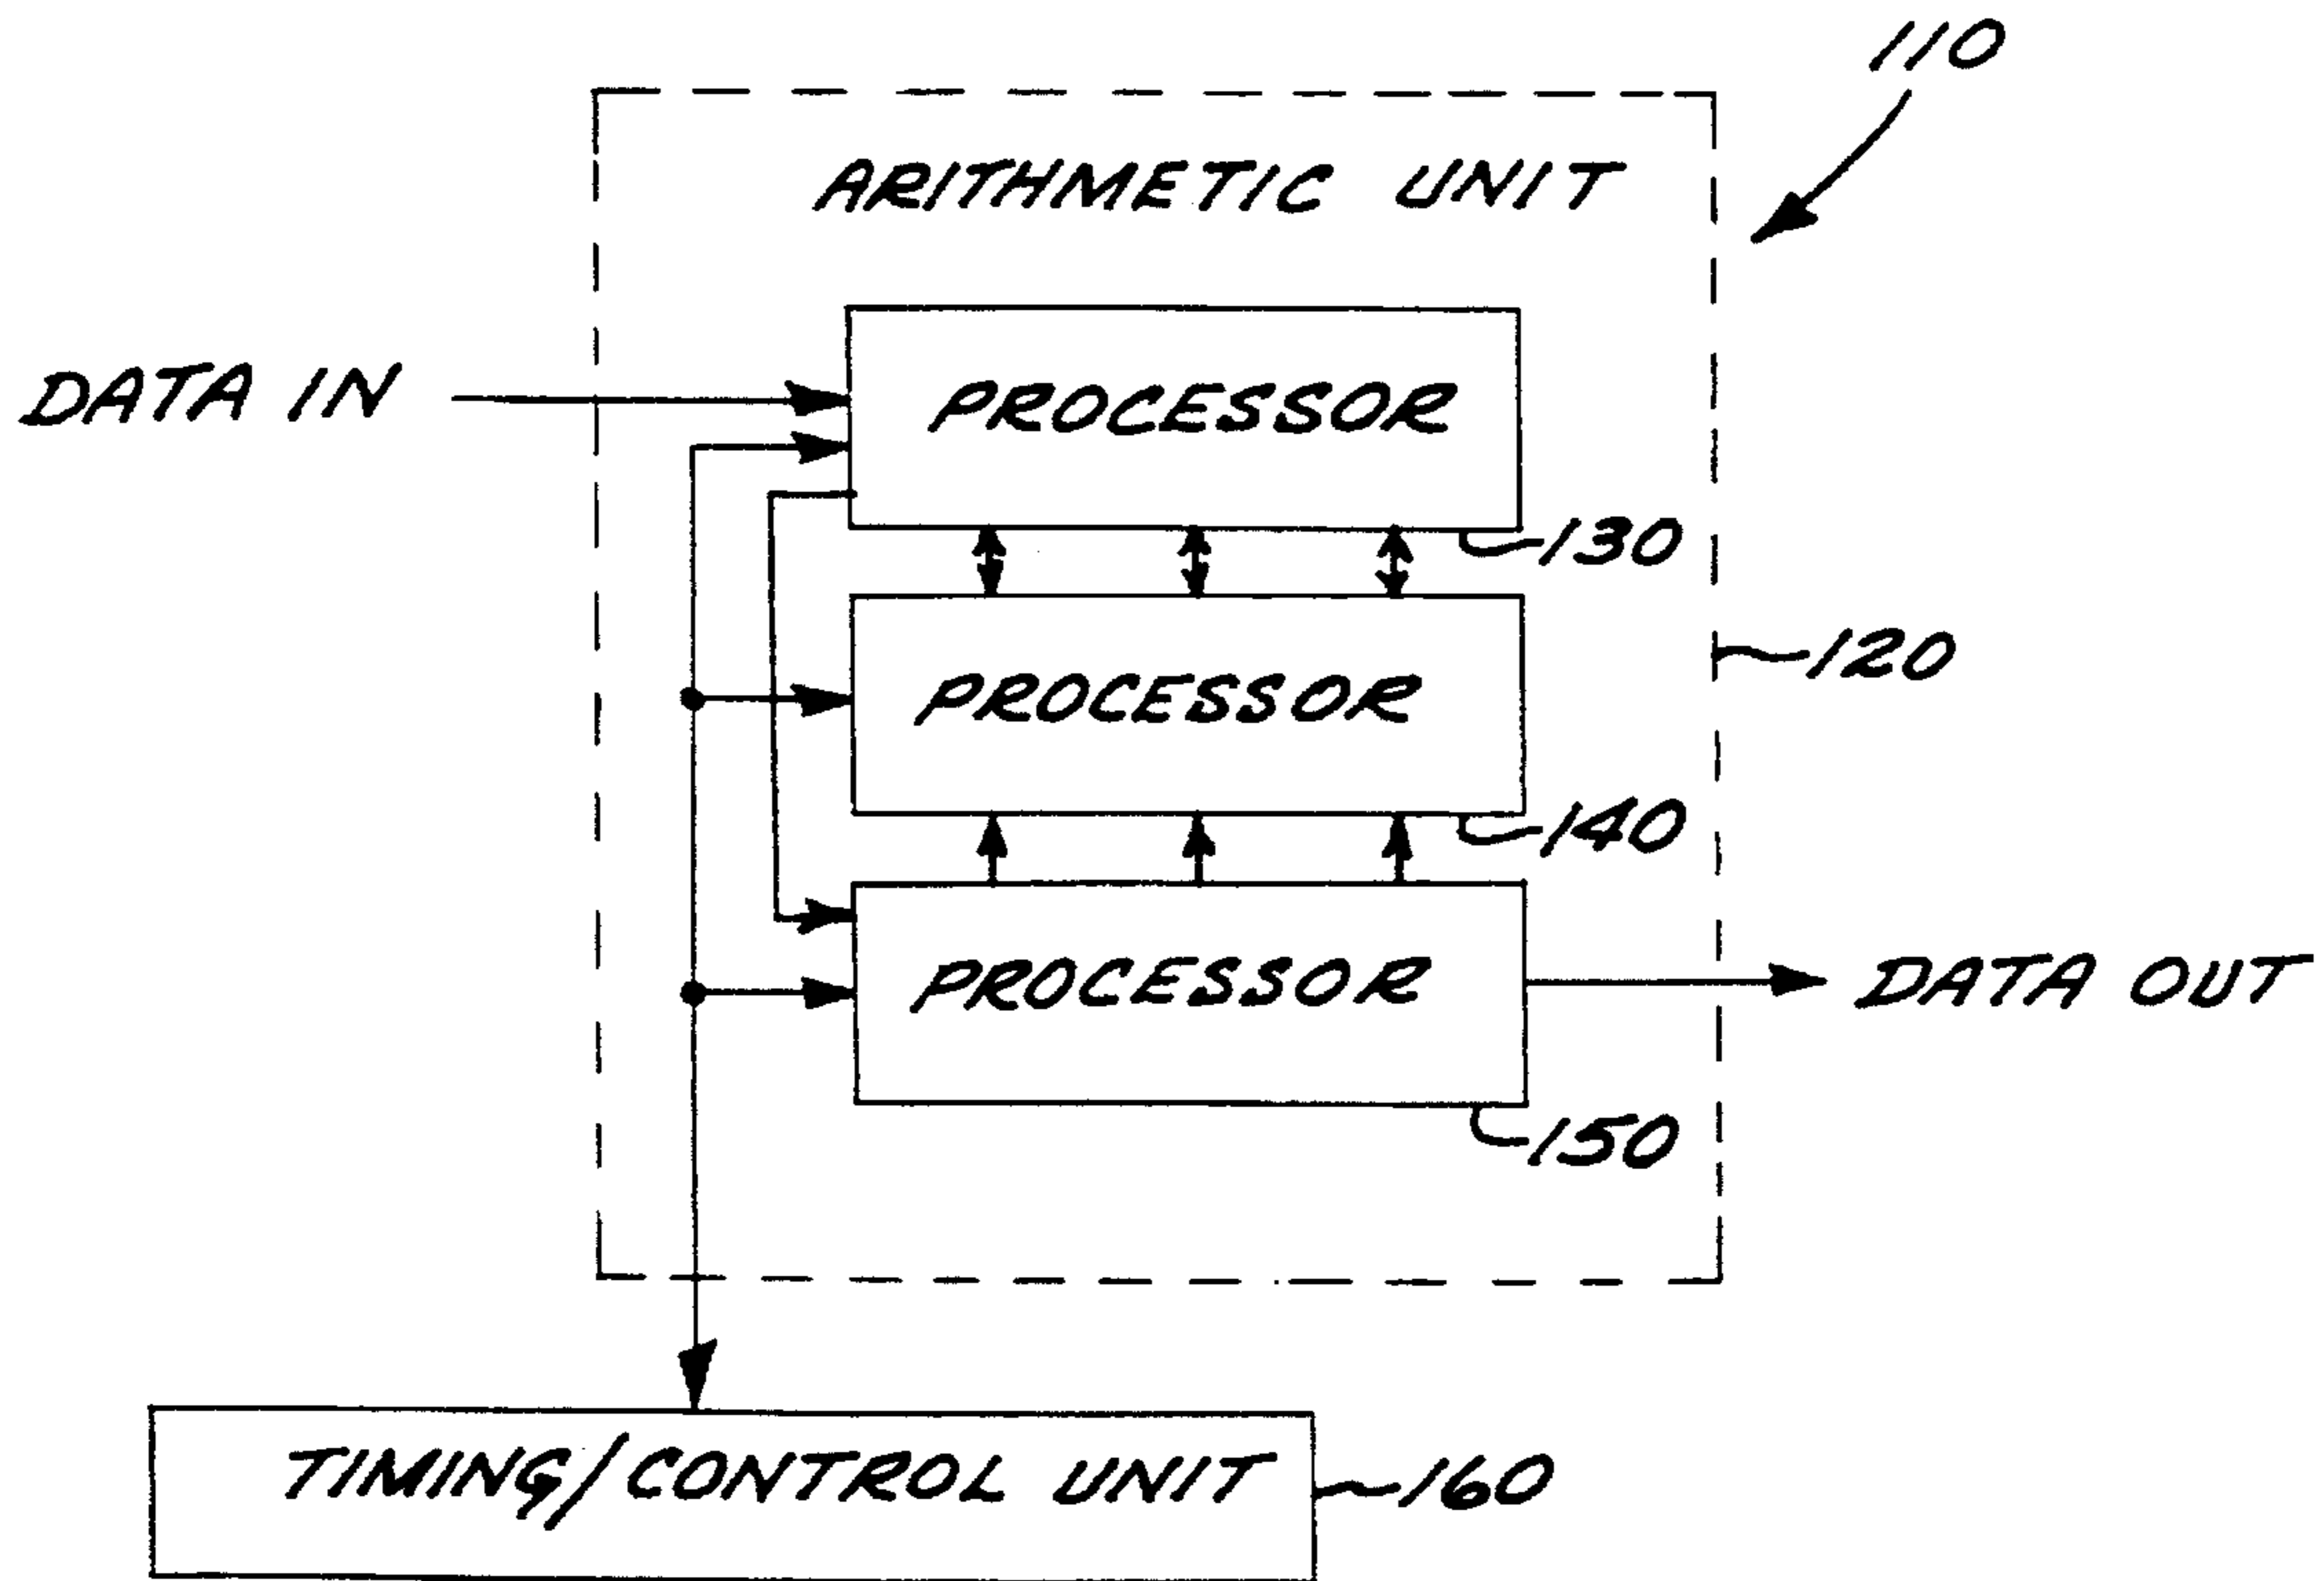 110
ARITHMETIC UNIT
DATA IN
PROCESSOR
130
PROCESSOR
120
140
PROCESSOR
DATA OUT
150
TIMING/CONTROL UNIT
160